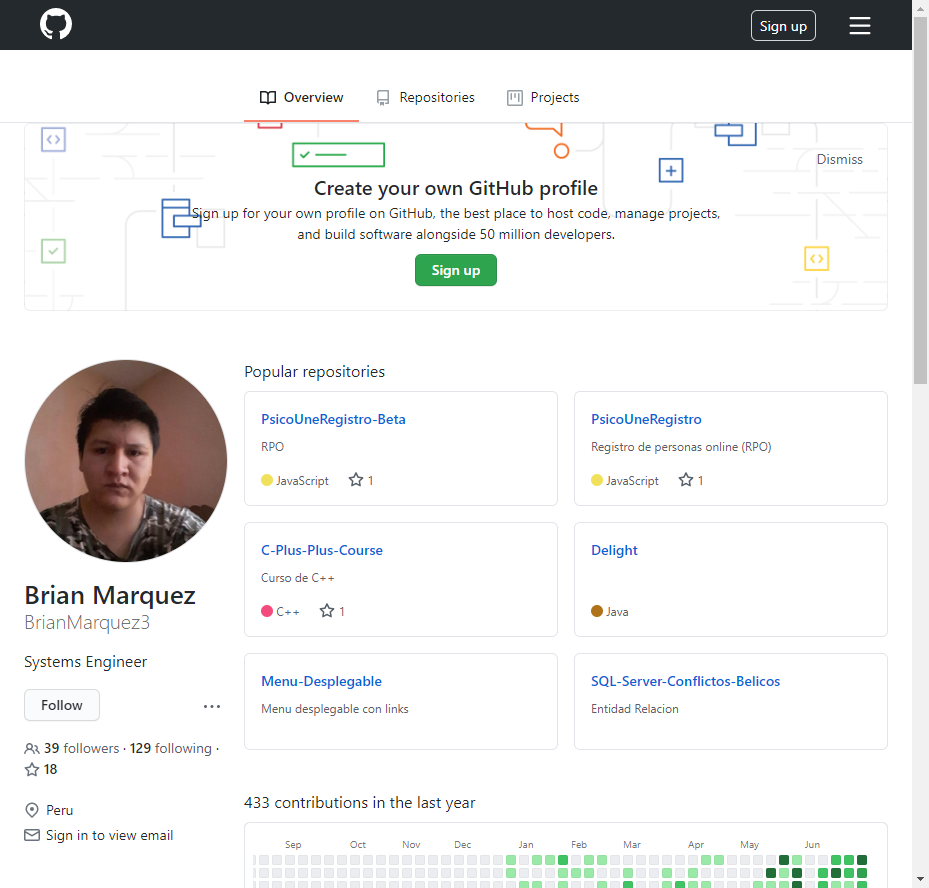 Sign up
Overview Repositories Projects
Dismiss
Create your own GitHub profile
Sign up for your own profile on GitHub, the best place to host code, manage projects,
and build software alongside 50 million developers.
Sign up
Brian Marquez
BrianMarquez3
Systems Engineer
Follow
39 followers · 129 following ·
18
Peru
Sign in to view email
Popular repositories
PsicoUneRegistro-Beta
RPO
JavaScript 1
PsicoUneRegistro
Registro de personas online (RPO)
JavaScript 1
C-Plus-Plus-Course
Curso de C++
C++ 1
Delight
Java
Menu-Desplegable
Menu desplegable con links
SQL-Server-Conflictos-Belicos
Entidad Relacion
433 contributions in the last year
Sep Oct Nov Dec Jan Feb Mar Apr May Jun